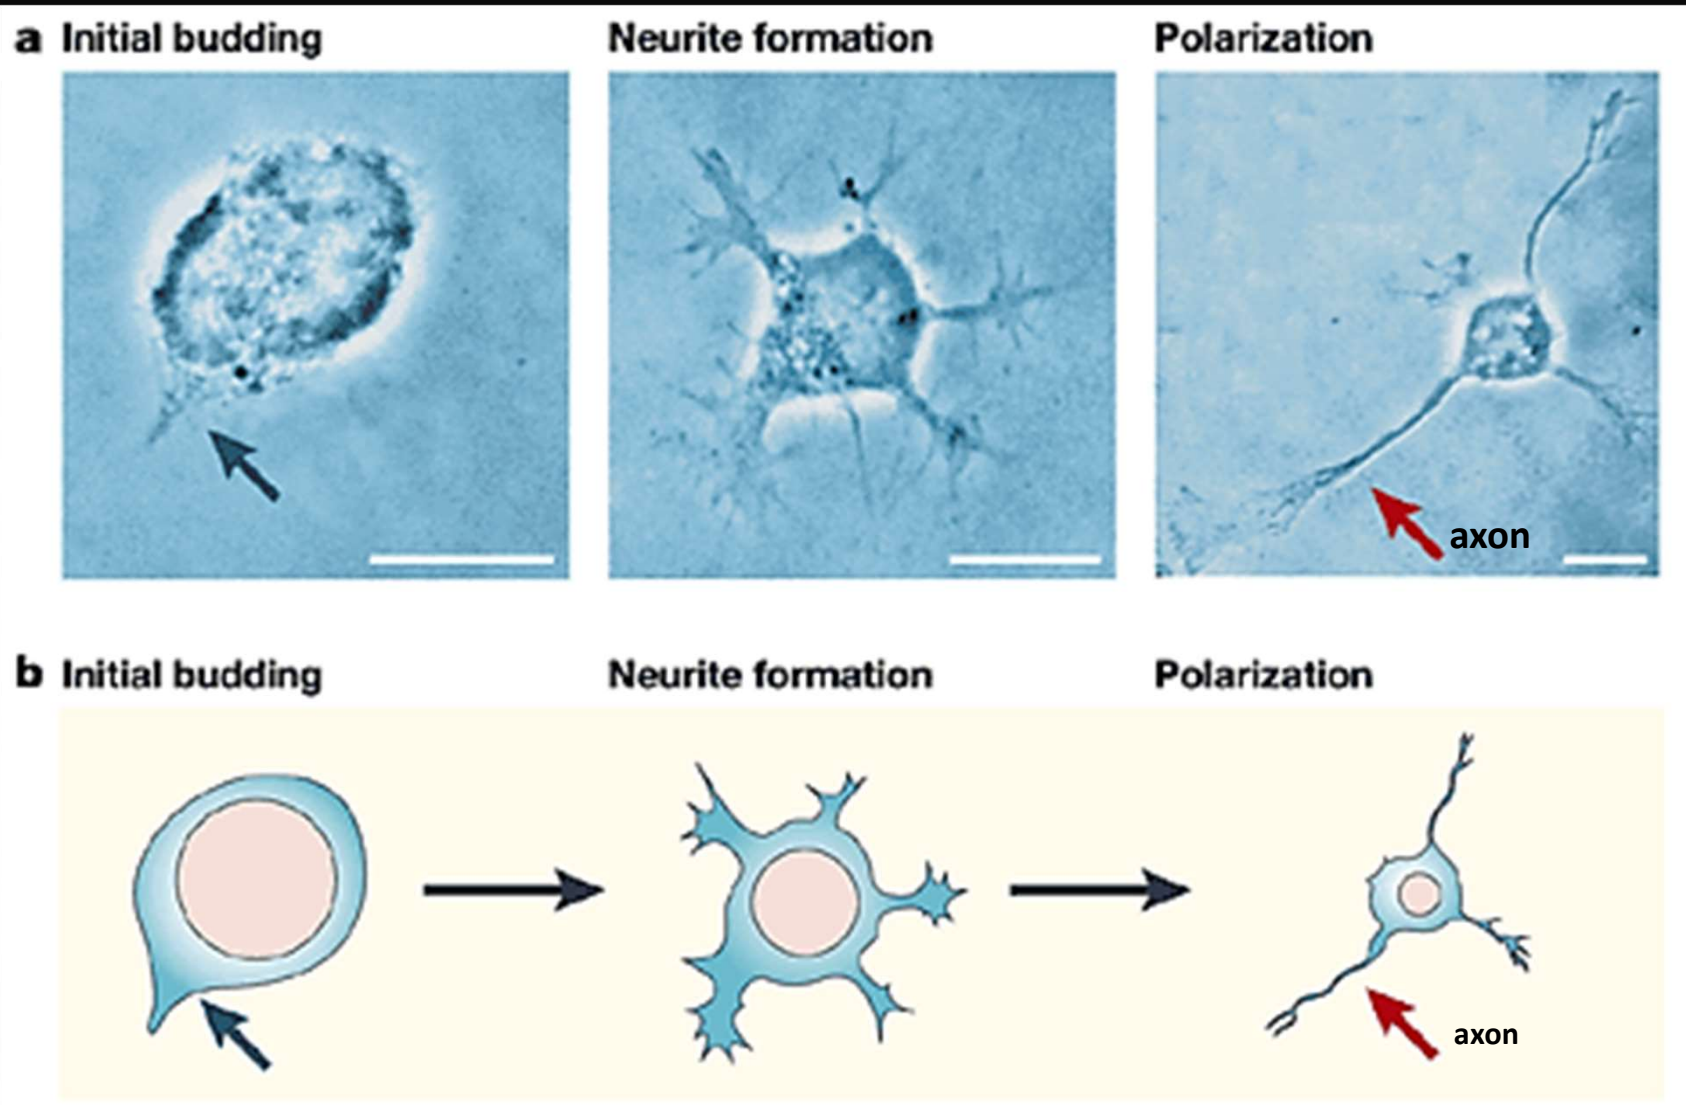 a Initial budding Neurite formation Polarization
axon
b Initial budding Neurite formation Polarization
axon